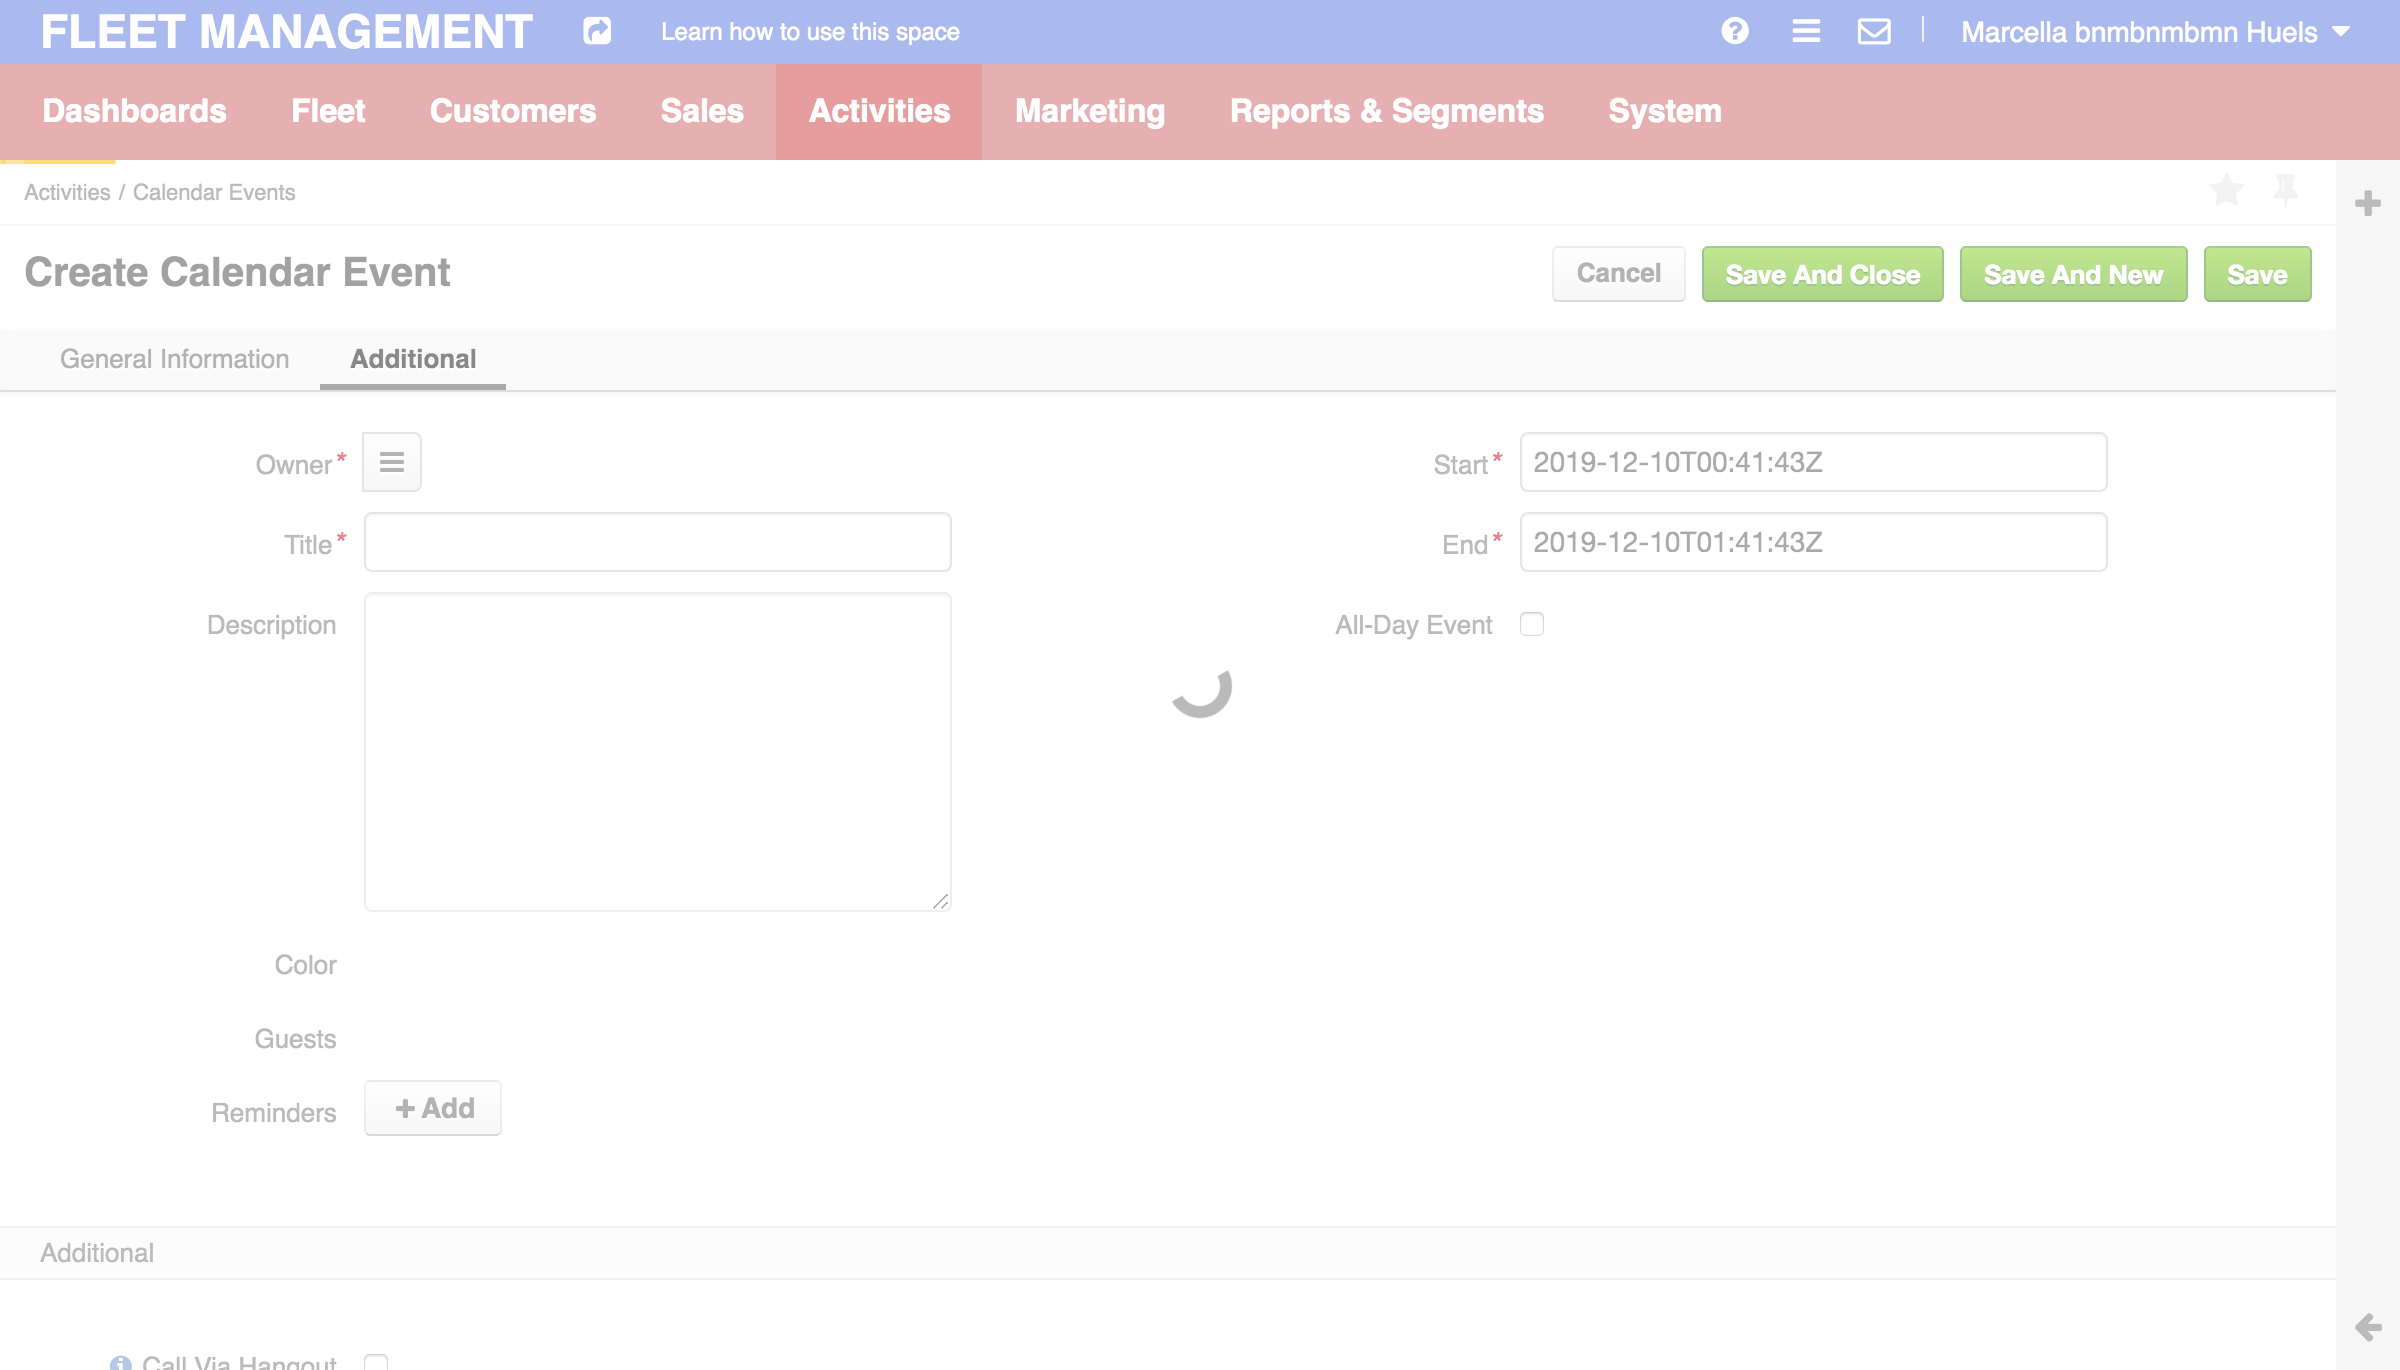 FLEET MANAGEMENT
Learn how to use this space
Marcella bnmbnmbmn Huels
Dashboards Fleet Customers Sales Activities Marketing Reports & Segments System
Activities / Calendar Events
Create Calendar Event
Cancel Save And Close Save And New Save
General Information Additional
Owner*
Start* 2019-12-10T00:41:43Z
Title*
End* 2019-12-10T01:41:43Z
Description
All-Day Event
Color
Guests
Reminders + Add
Additional
Call Via Hangout